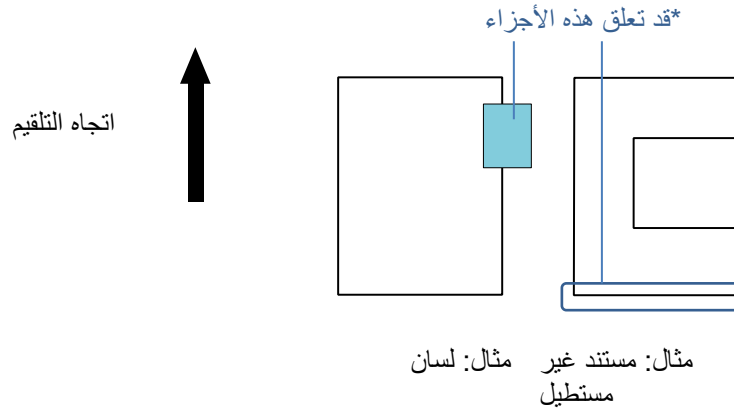 *قد تعلق هذه الأجزاء
اتجاه التلقيم
مثال: مستند غير
مستطيل
مثال: لسان